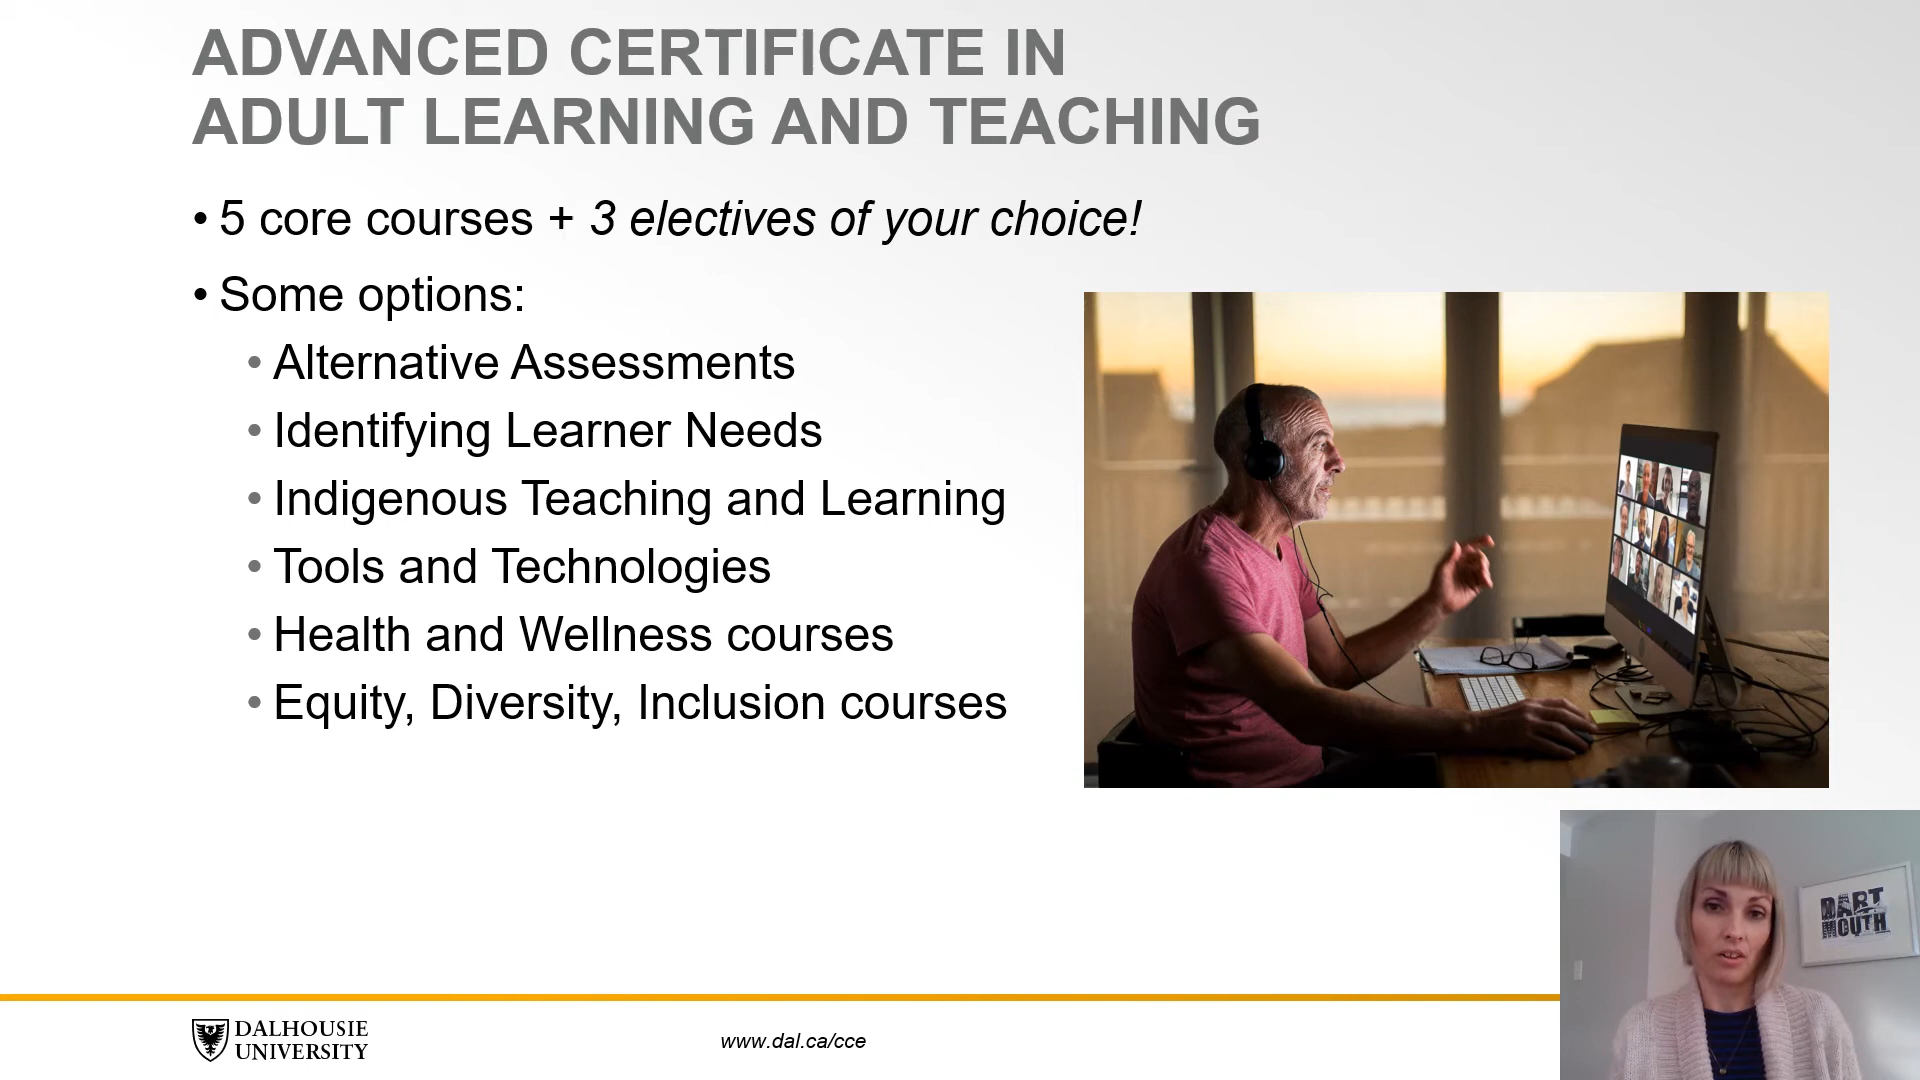 ADVANCED CERTIFICATE IN
ADULT LEARNING AND TEACHING
• 5 core courses + 3 electives of your choice!
• Some options:
• Alternative Assessments
• Identifying Learner Needs
• Indigenous Teaching and Learning
• Tools and Technologies
• Health and Wellness courses
• Equity, Diversity, Inclusion courses
DART
MOUTH
DALHOUSIE
UNIVERSITY
www.dal.ca/cce